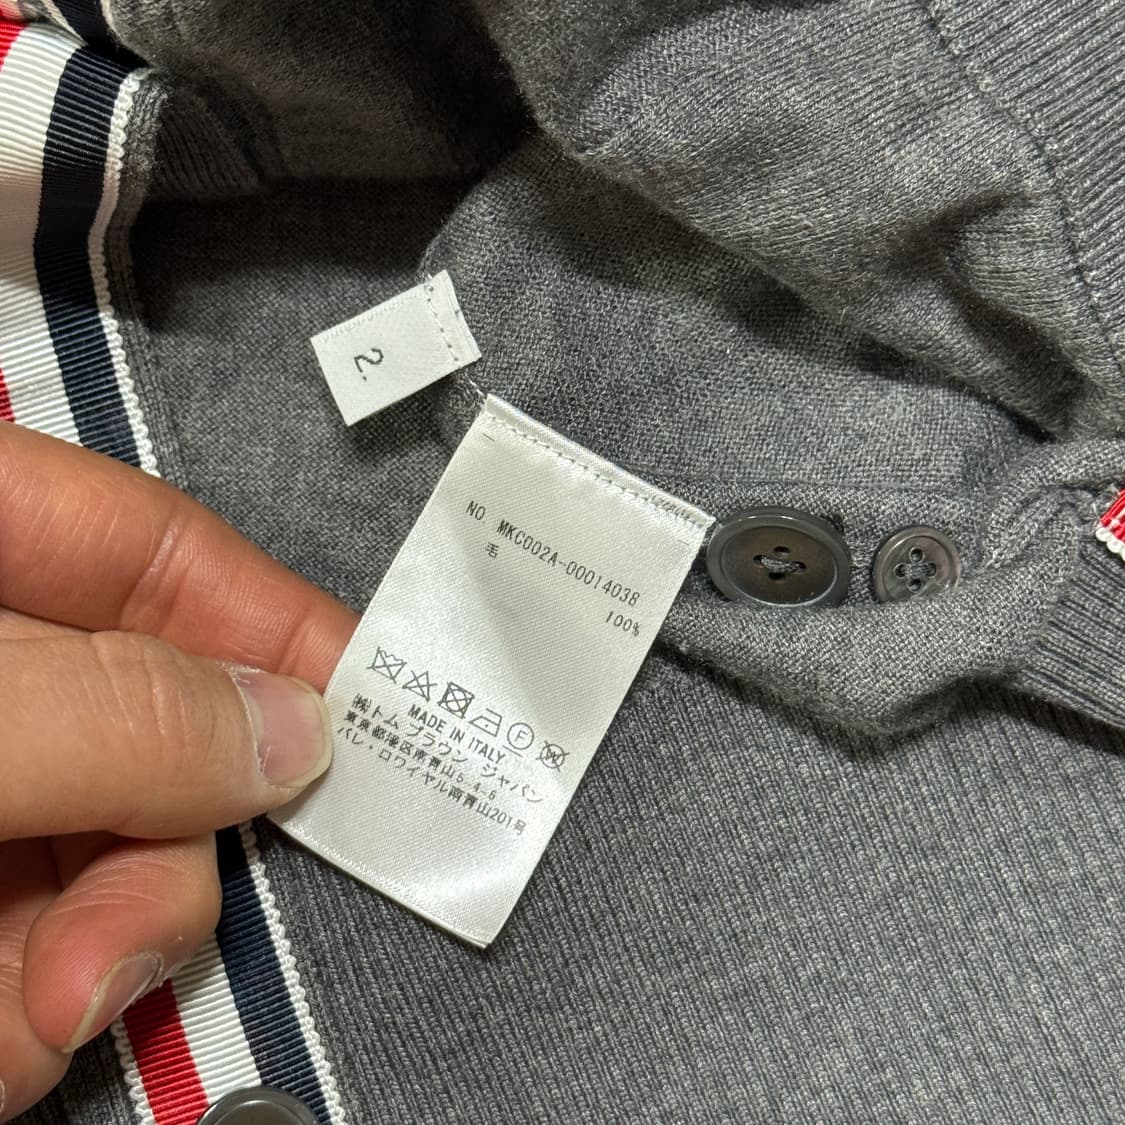 2.
NO. MKC002A-00014038
毛
100%
F
W
MADE IN ITALY
㈱トム ブラウン ジャパン
東京都港区南青山5-4-6
パレ・ロワイヤル南青山201号